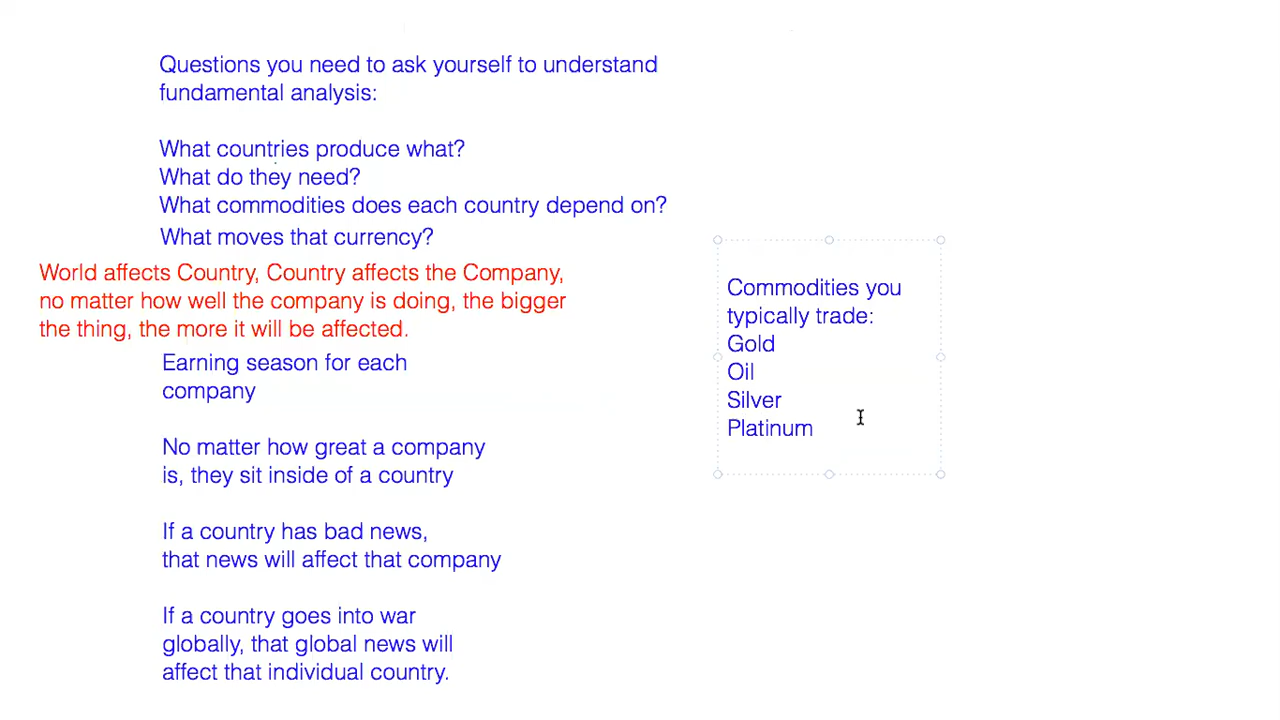 Questions you need to ask yourself to understand
fundamental analysis:
What countries produce what?
What do they need?
What commodities does each country depend on?
What moves that currency?
World affects Country, Country affects the Company,
no matter how well the company is doing, the bigger
the thing, the more it will be affected.
Earning season for each
company
No matter how great a company
is, they sit inside of a country
If a country has bad news,
that news will affect that company
If a country goes into war
globally, that global news will
affect that individual country.
Commodities you
typically trade:
Gold
Oil
Silver
Platinum